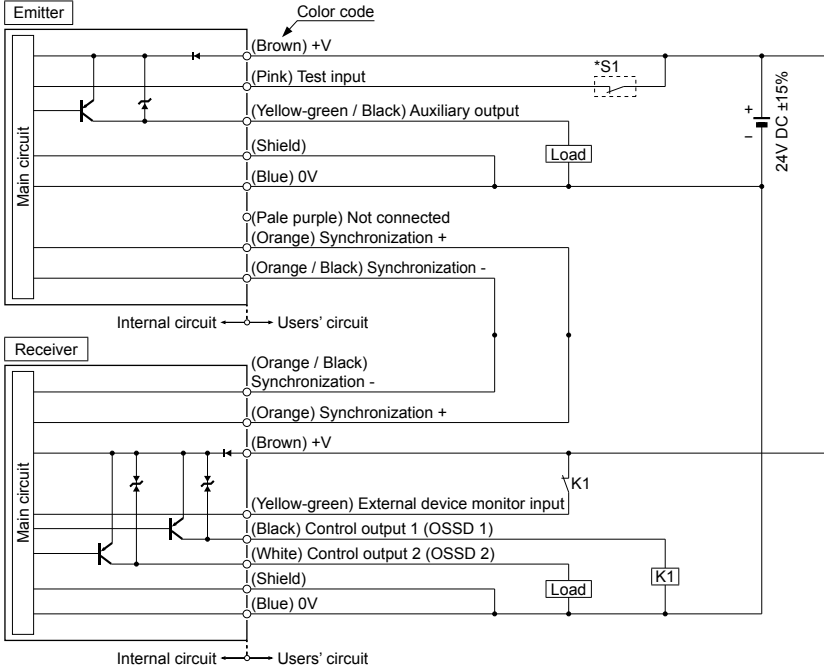 Emitter
Color code
(Brown) +V
*S1
(Pink) Test input
(Yellow-green / Black) Auxiliary output
+
−
24V DC ±15%
Main circuit
(Shield)
Load
(Blue) 0V
(Pale purple) Not connected
(Orange) Synchronization +
(Orange / Black) Synchronization -
Internal circuit
Users' circuit
Receiver
(Orange / Black)
Synchronization -
(Orange) Synchronization +
(Brown) +V
K1
Main circuit
(Yellow-green) External device monitor input
(Black) Control output 1 (OSSD 1)
(White) Control output 2 (OSSD 2)
K1
(Shield)
Load
(Blue) 0V
Internal circuit
Users' circuit